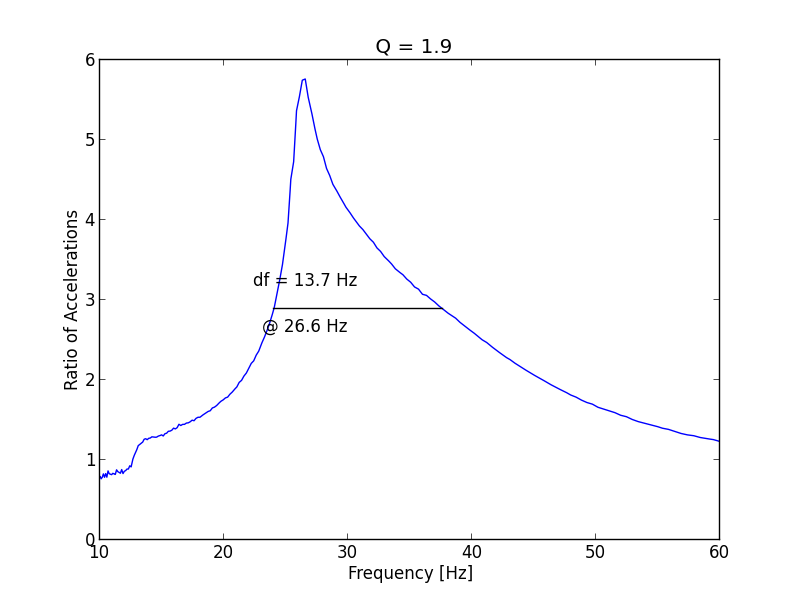 Q = 1.9
6
5
4
3
2
1
0
Ratio of Accelerations
df = 13.7 Hz
@ 26.6 Hz
10 20 30 40 50 60
Frequency [Hz]